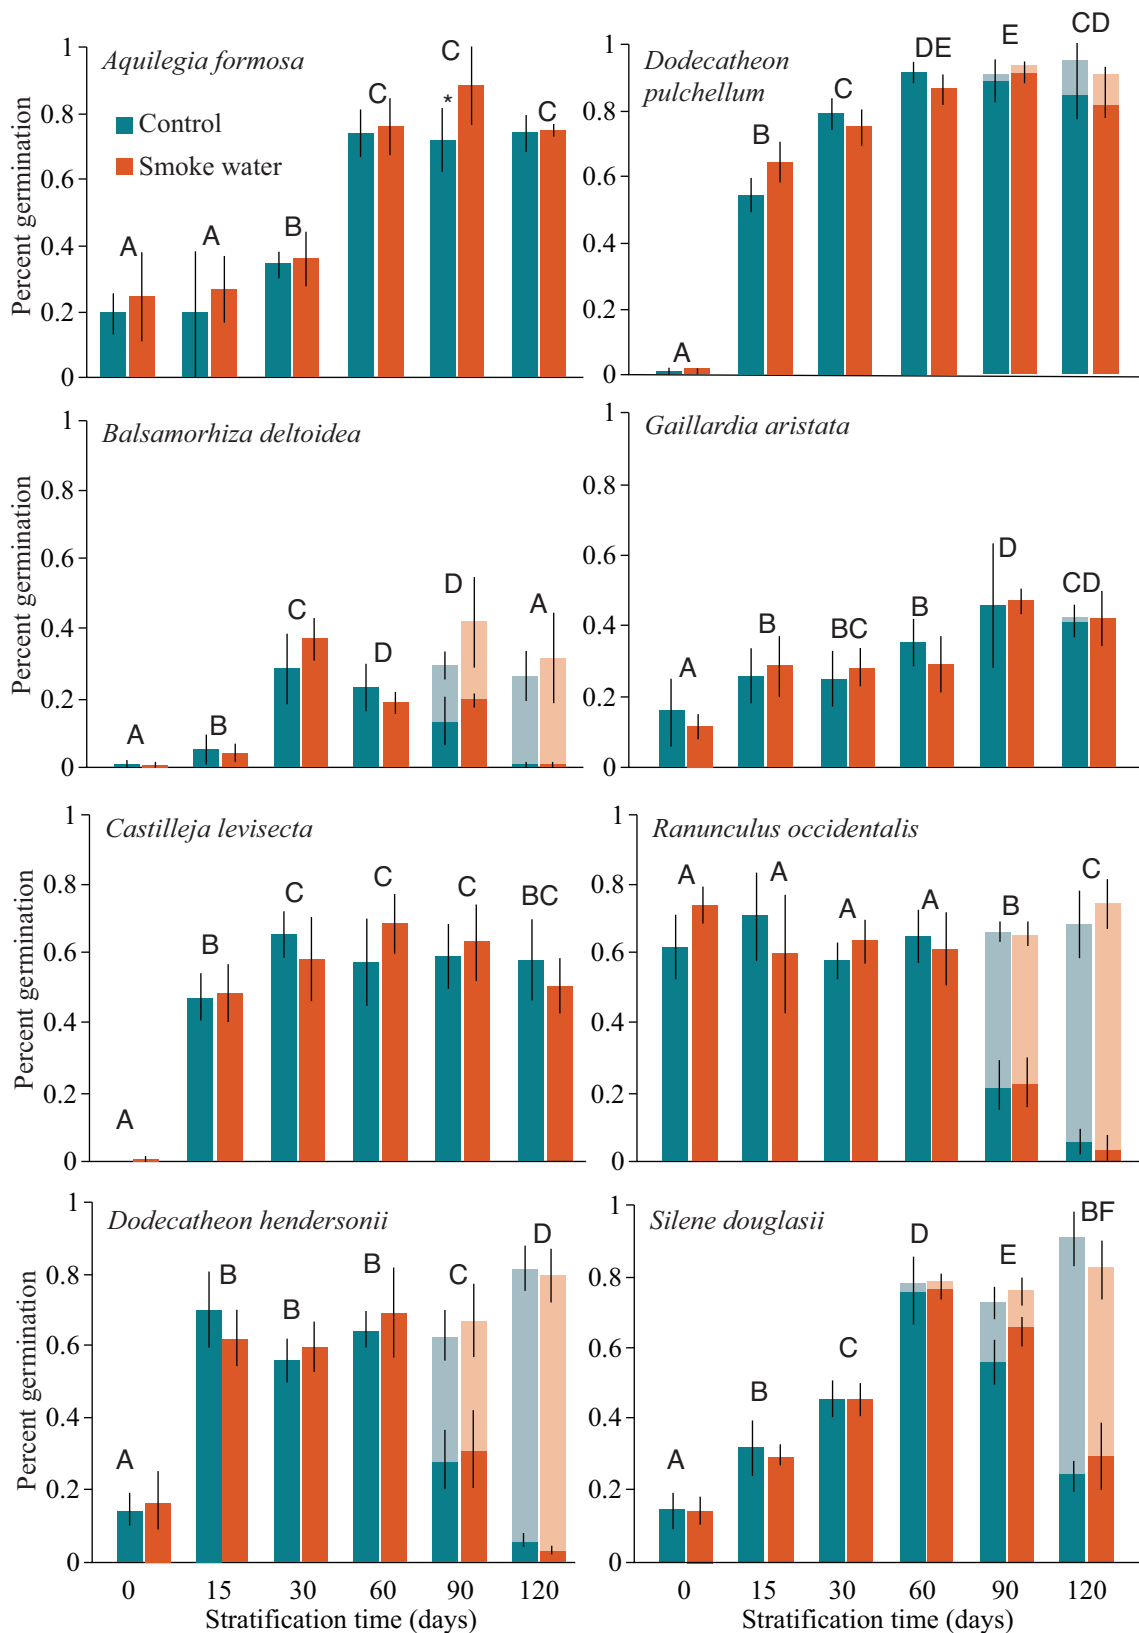 Aquilegia formosa
Control
Smoke water
Percent germination
1
0.8
0.6
0.4
0.2
0
A
A
B
C
*
C
C
Dodecatheon
pulchellum
1
0.8
0.6
0.4
0.2
0
A
B
C
DE
E
CD
Balsamorhiza deltoidea
Percent germination
1
0.8
0.6
0.4
0.2
0
A
B
C
D
D
A
Gaillardia aristata
1
0.8
0.6
0.4
0.2
0
A
B
BC
B
D
CD
Castilleja levisecta
Percent germination
1
0.8
0.6
0.4
0.2
0
A
B
C
C
C
BC
Ranunculus occidentalis
1
0.8
0.6
0.4
0.2
0
A
A
A
A
B
C
Dodecatheon hendersonii
Percent germination
1
0.8
0.6
0.4
0.2
0
A
B
B
B
C
D
0 15 30 60 90 120
Stratification time (days)
Silene douglasii
1
0.8
0.6
0.4
0.2
0
A
B
C
D
E
BF
0 15 30 60 90 120
Stratification time (days)